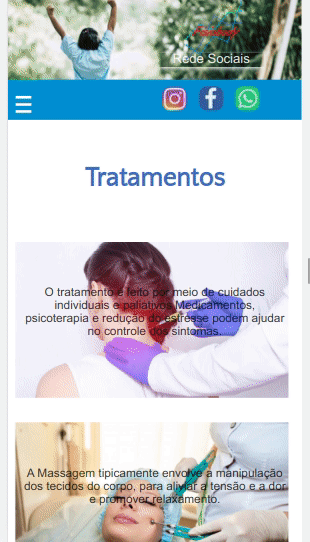 Rede Sociais
Tratamentos
O tratamento é feito por meio de cuidados
individuais e paliativos Medicamentos,
psicoterapia e redução do estresse podem ajudar
no controle dos sintomas.
A Massagem tipicamente envolve a manipulação
dos tecidos do corpo, para aliviar a tensão e a dor
e promover relaxamento.